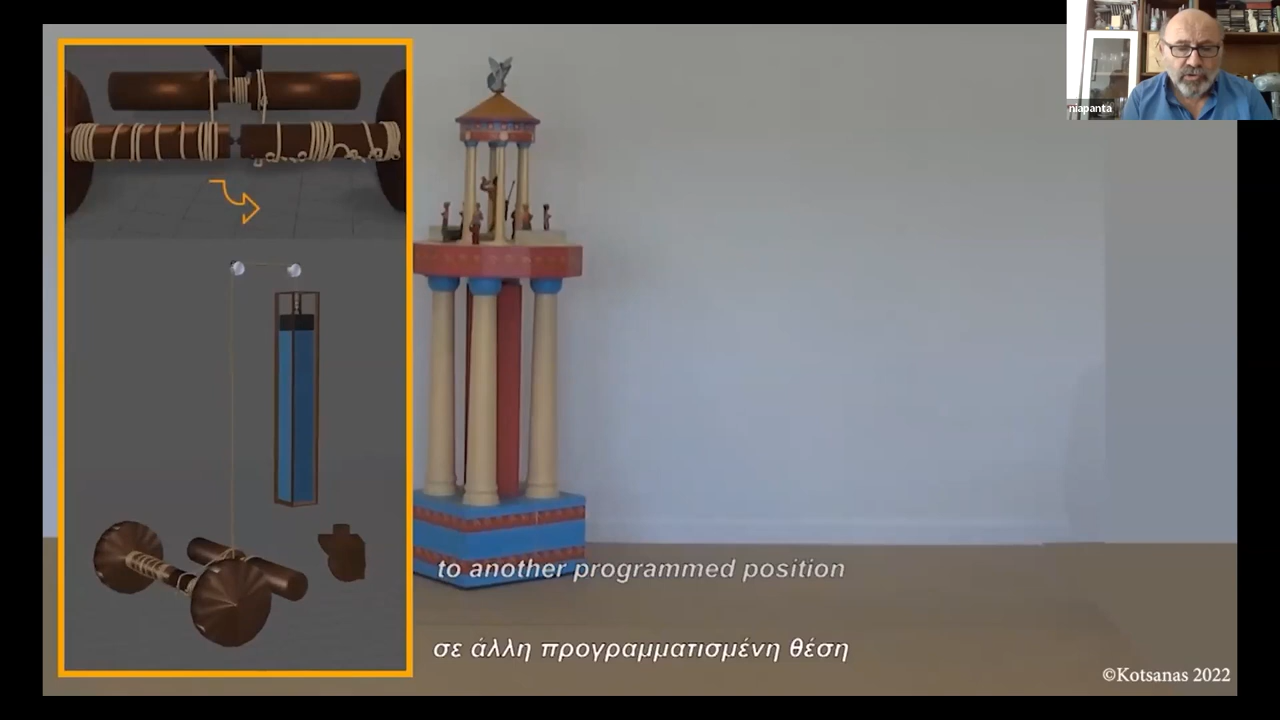 niapanta
to another programmed position
σε άλλη προγραμματισμένη θέση
©Kotsanas 2022